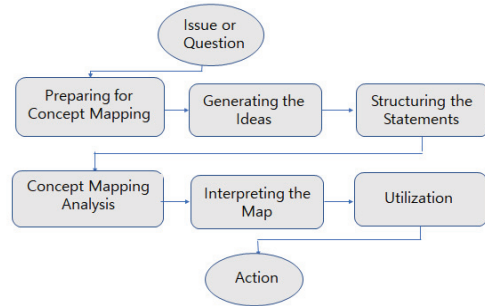 Issue or
Question
Preparing for
Concept Mapping
Generating the
Ideas
Structuring the
Statements
Concept Mapping
Analysis
Interpreting the
Map
Utilization
Action